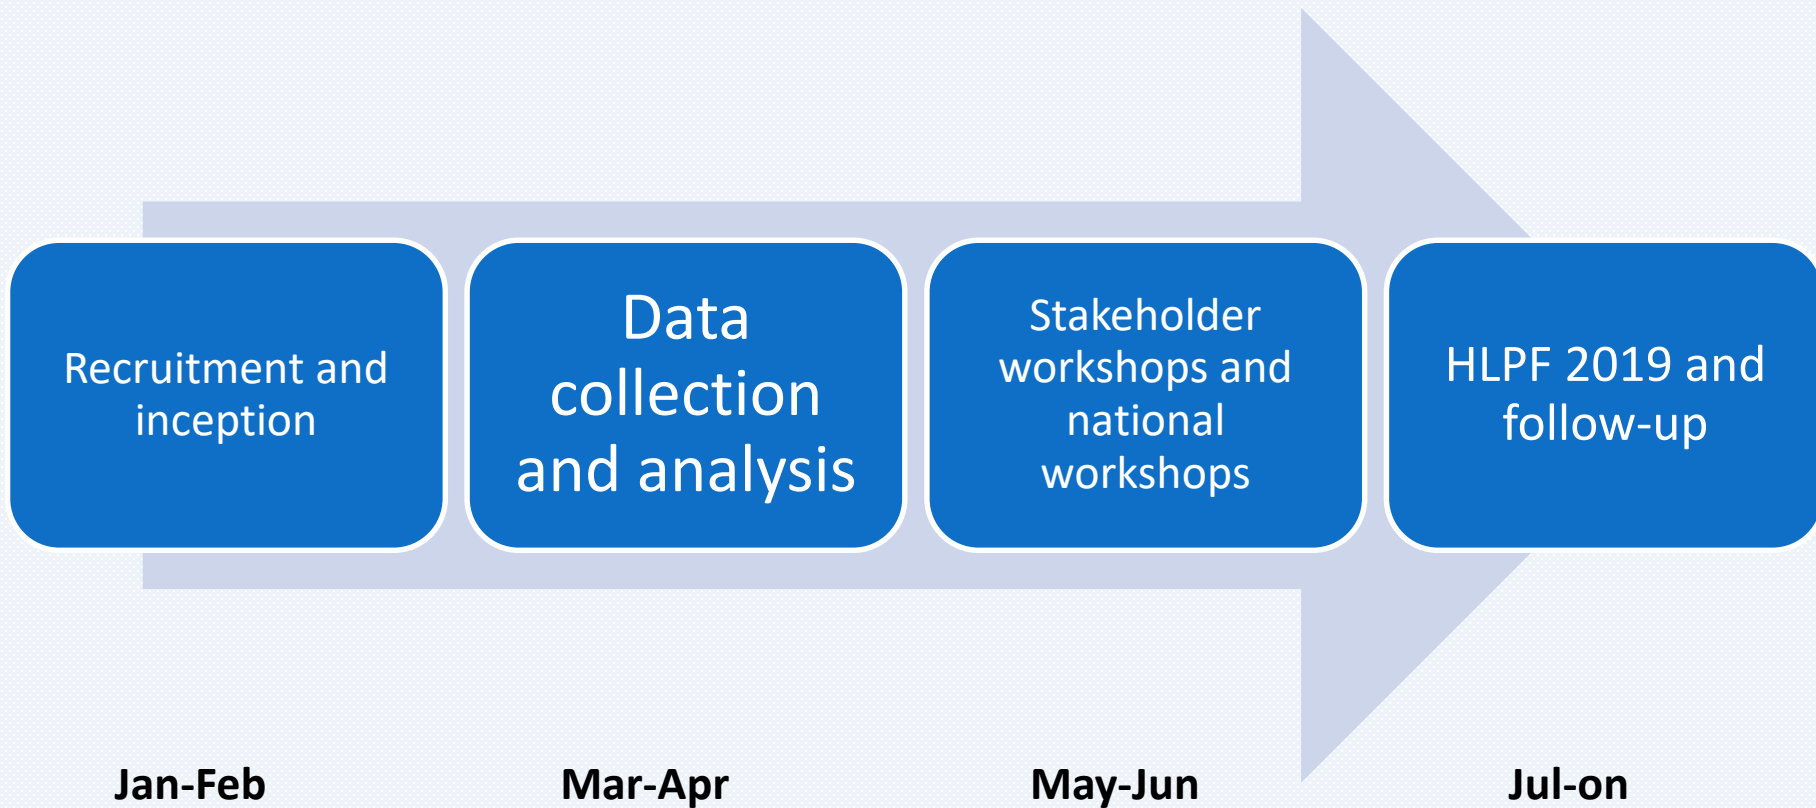 Recruitment and
inception
Data
collection
and analysis
Stakeholder
workshops and
national
workshops
HLPF 2019 and
follow-up
Jan-Feb
Mar-Apr
May-Jun
Jul-on